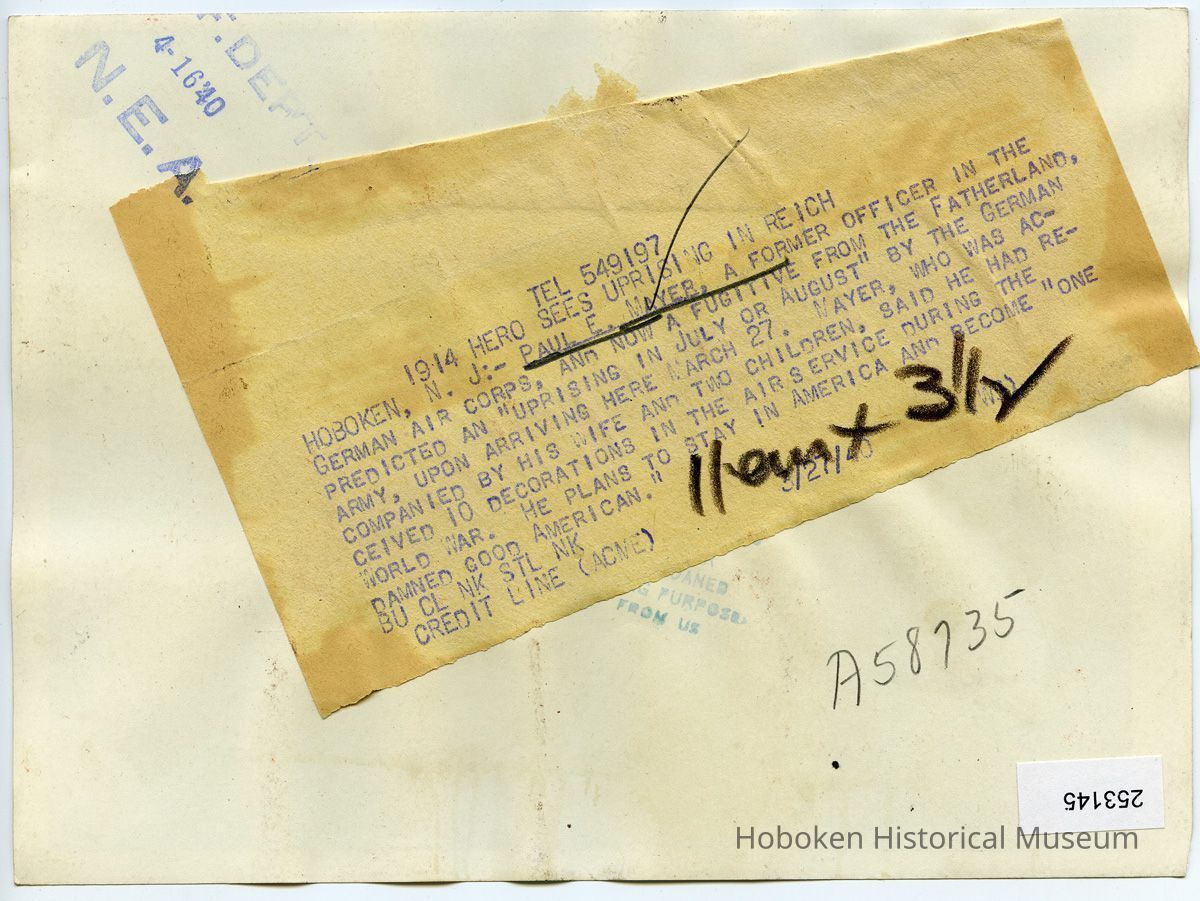 F. DEPT
4-16'40
N.E.A.
TEL 549197
1914 HERO SEES UPRISING IN REICH
HOBOKEN, N. J:- PAUL E. MAYER, A FORMER OFFICER IN THE
GERMAN AIR CORPS, AND NOW A FUGITIVE FROM THE FATHERLAND,
PREDICTED AN "UPRISING IN JULY OR AUGUST" BY THE GERMAN
ARMY, UPON ARRIVING HERE MARCH 27. MAYER, WHO WAS AC-
COMPANIED BY HIS WIFE AND TWO CHILDREN, SAID HE HAD RE-
CEIVED 10 DECORATIONS IN THE AIRSERVICE DURING THE
WORLD WAR. HE PLANS TO STAY IN AMERICA AND BECOME "ONE
DAMNED GOOD AMERICAN."
BU CL NK STL NK
CREDIT LINE (ACME)
3/27/40
3 1/2
PURPOSE
FROM US
A58735
253145
Hoboken Historical Museum